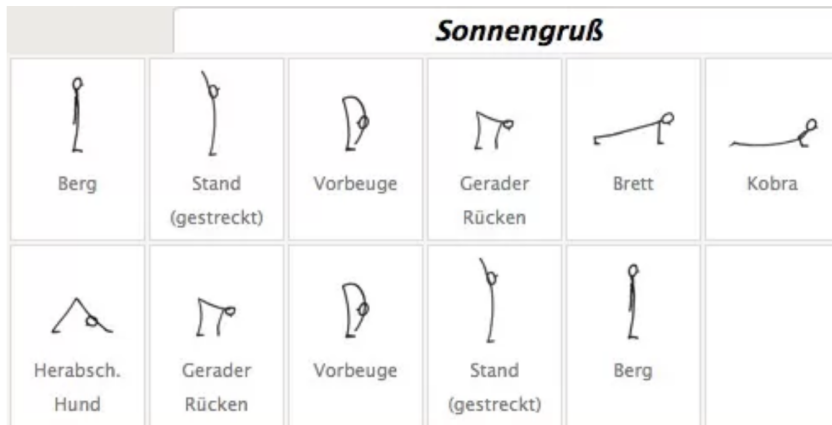 Sonnengruß
Berg
Stand
(gestreckt)
Vorbeuge
Gerader
Rücken
Brett
Kobra
Herabsch.
Hund
Gerader
Rücken
Vorbeuge
Stand
(gestreckt)
Berg